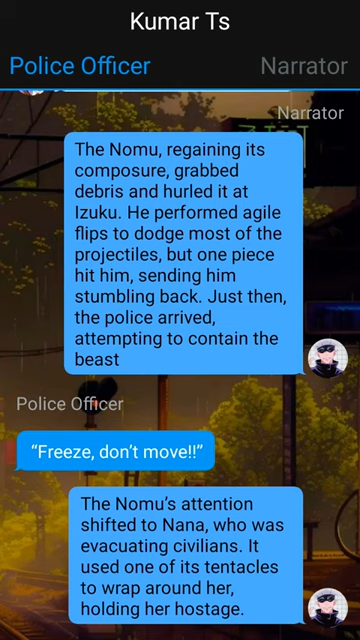 Kumar Ts
Police Officer
Narrator
Narrator
The Nomu, regaining its
composure, grabbed
debris and hurled it at
Izuku. He performed agile
flips to dodge most of the
projectiles, but one piece
hit him, sending him
stumbling back. Just then,
the police arrived,
attempting to contain the
beast
Police Officer
“Freeze, don’t move!!”
The Nomu’s attention
shifted to Nana, who was
evacuating civilians. It
used one of its tentacles
to wrap around her,
holding her hostage.